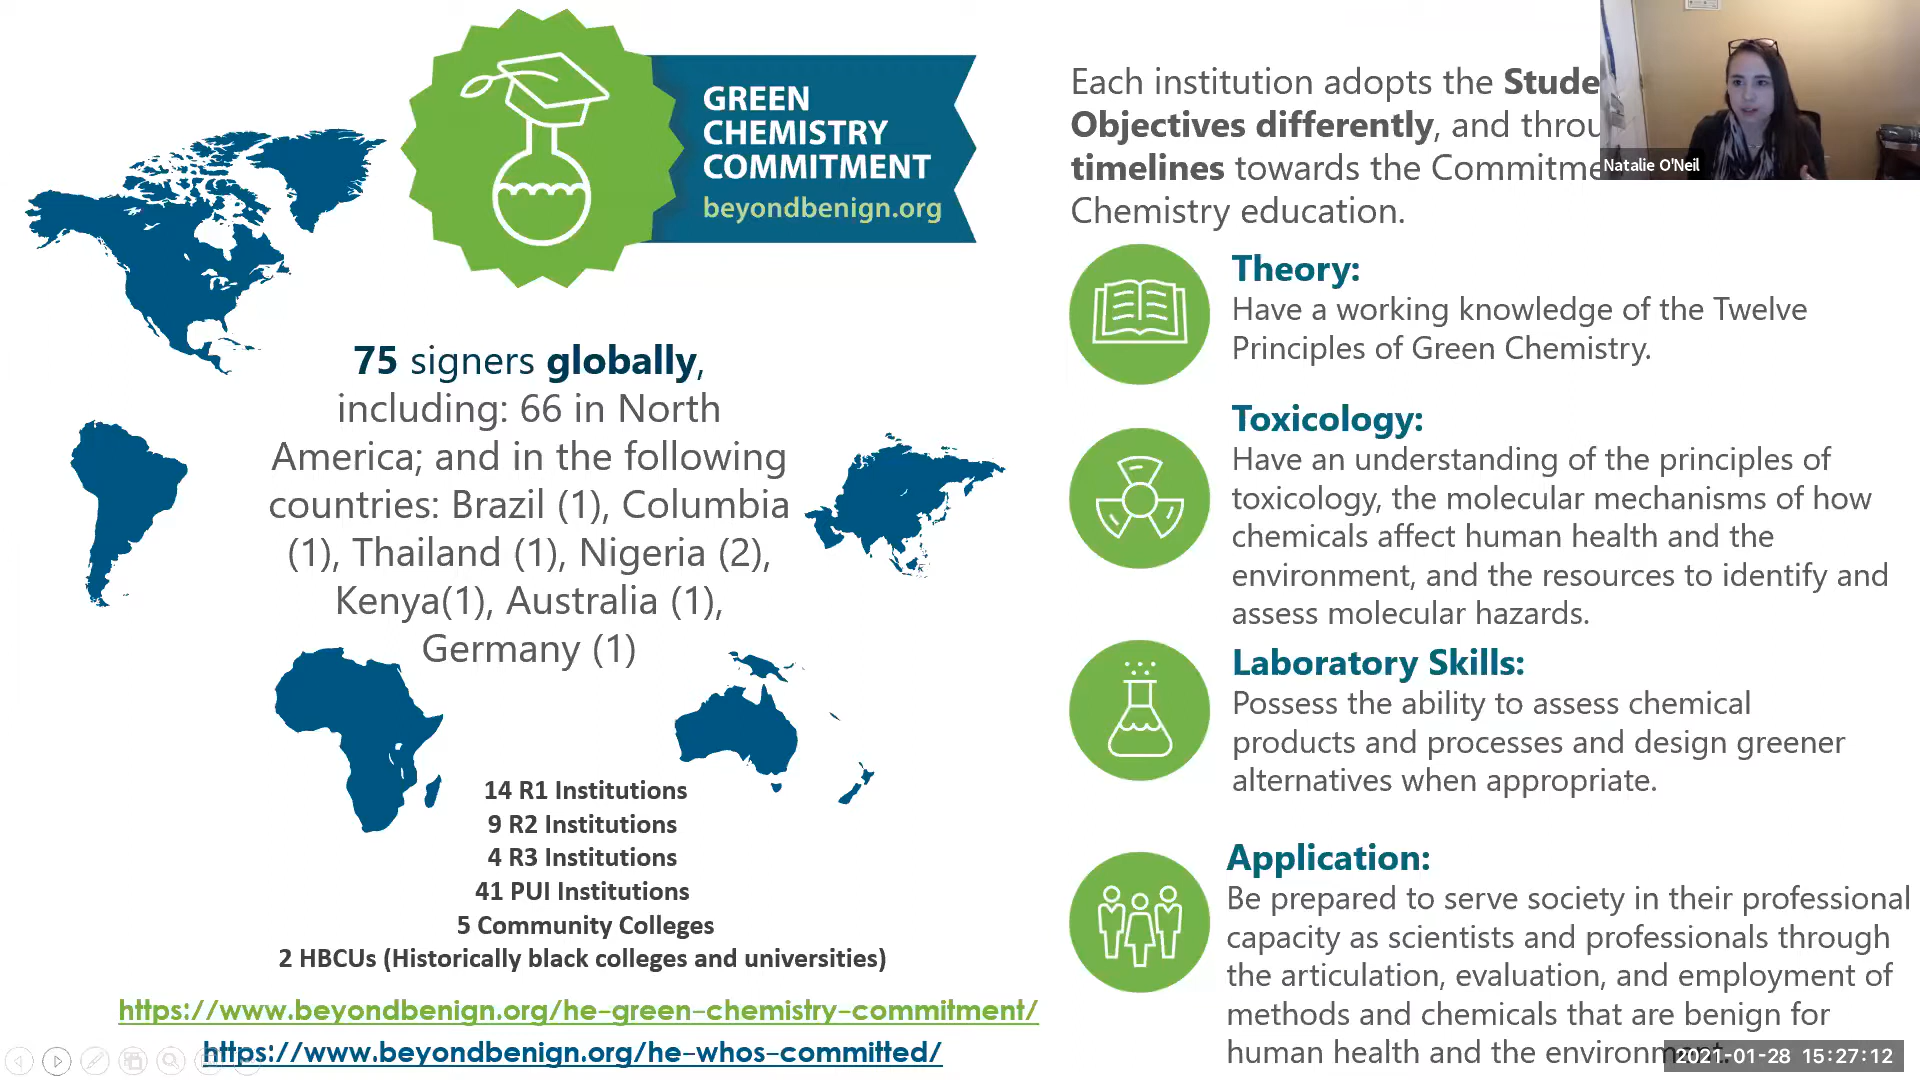 GREEN
CHEMISTRY
COMMITMENT
beyondbenign.org
75 signers globally,
including: 66 in North
America; and in the following
countries: Brazil (1), Columbia
(1), Thailand (1), Nigeria (2),
Kenya(1), Australia (1),
Germany (1)
14 R1 Institutions
9 R2 Institutions
4 R3 Institutions
41 PUI Institutions
5 Community Colleges
2 HBCUs (Historically black colleges and universities)
https://www.beyondbenign.org/he-green-chemistry-commitment/
https://www.beyondbenign.org/he-whos-committed/
Each institution adopts the
Objectives differently, and
timelines towards the
Chemistry education.
Natalie O'Neil
Theory:
Have a working knowledge of the Twelve
Principles of Green Chemistry.
Toxicology:
Have an understanding of the principles of
toxicology, the molecular mechanisms of how
chemicals affect human health and the
environment, and the resources to identify and
assess molecular hazards.
Laboratory Skills:
Possess the ability to assess chemical
products and processes and design greener
alternatives when appropriate.
Application:
Be prepared to serve society in their professional
capacity as scientists and professionals through
the articulation, evaluation, and employment of
methods and chemicals that are benign for
human health and the environment.
2021-01-28 15:27:12